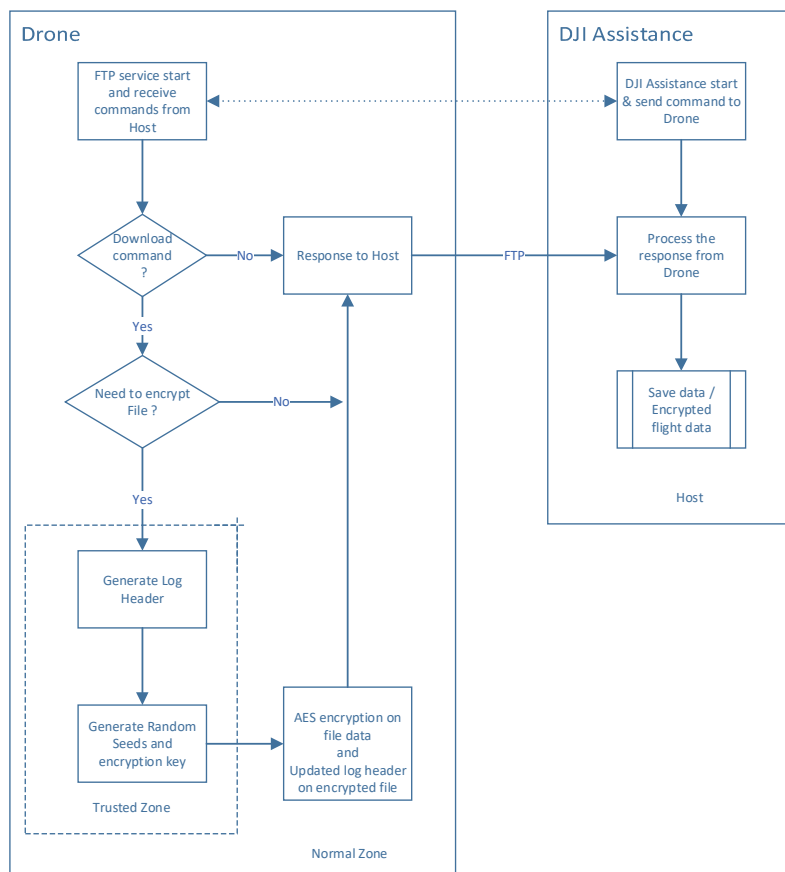 Drone
DJI Assistance
FTP service start
and receive
commands from
Host
DJI Assistance start
& send command to
Drone
Download
command
?
No
Response to Host
FTP
Process the
response from
Drone
Yes
Need to encrypt
File ?
No
Save data /
Encrypted
flight data
Host
Yes
Generate Log
Header
Generate Random
Seeds and
encryption key
AES encryption on
file data
and
Updated log header
on encrypted file
Trusted Zone
Normal Zone